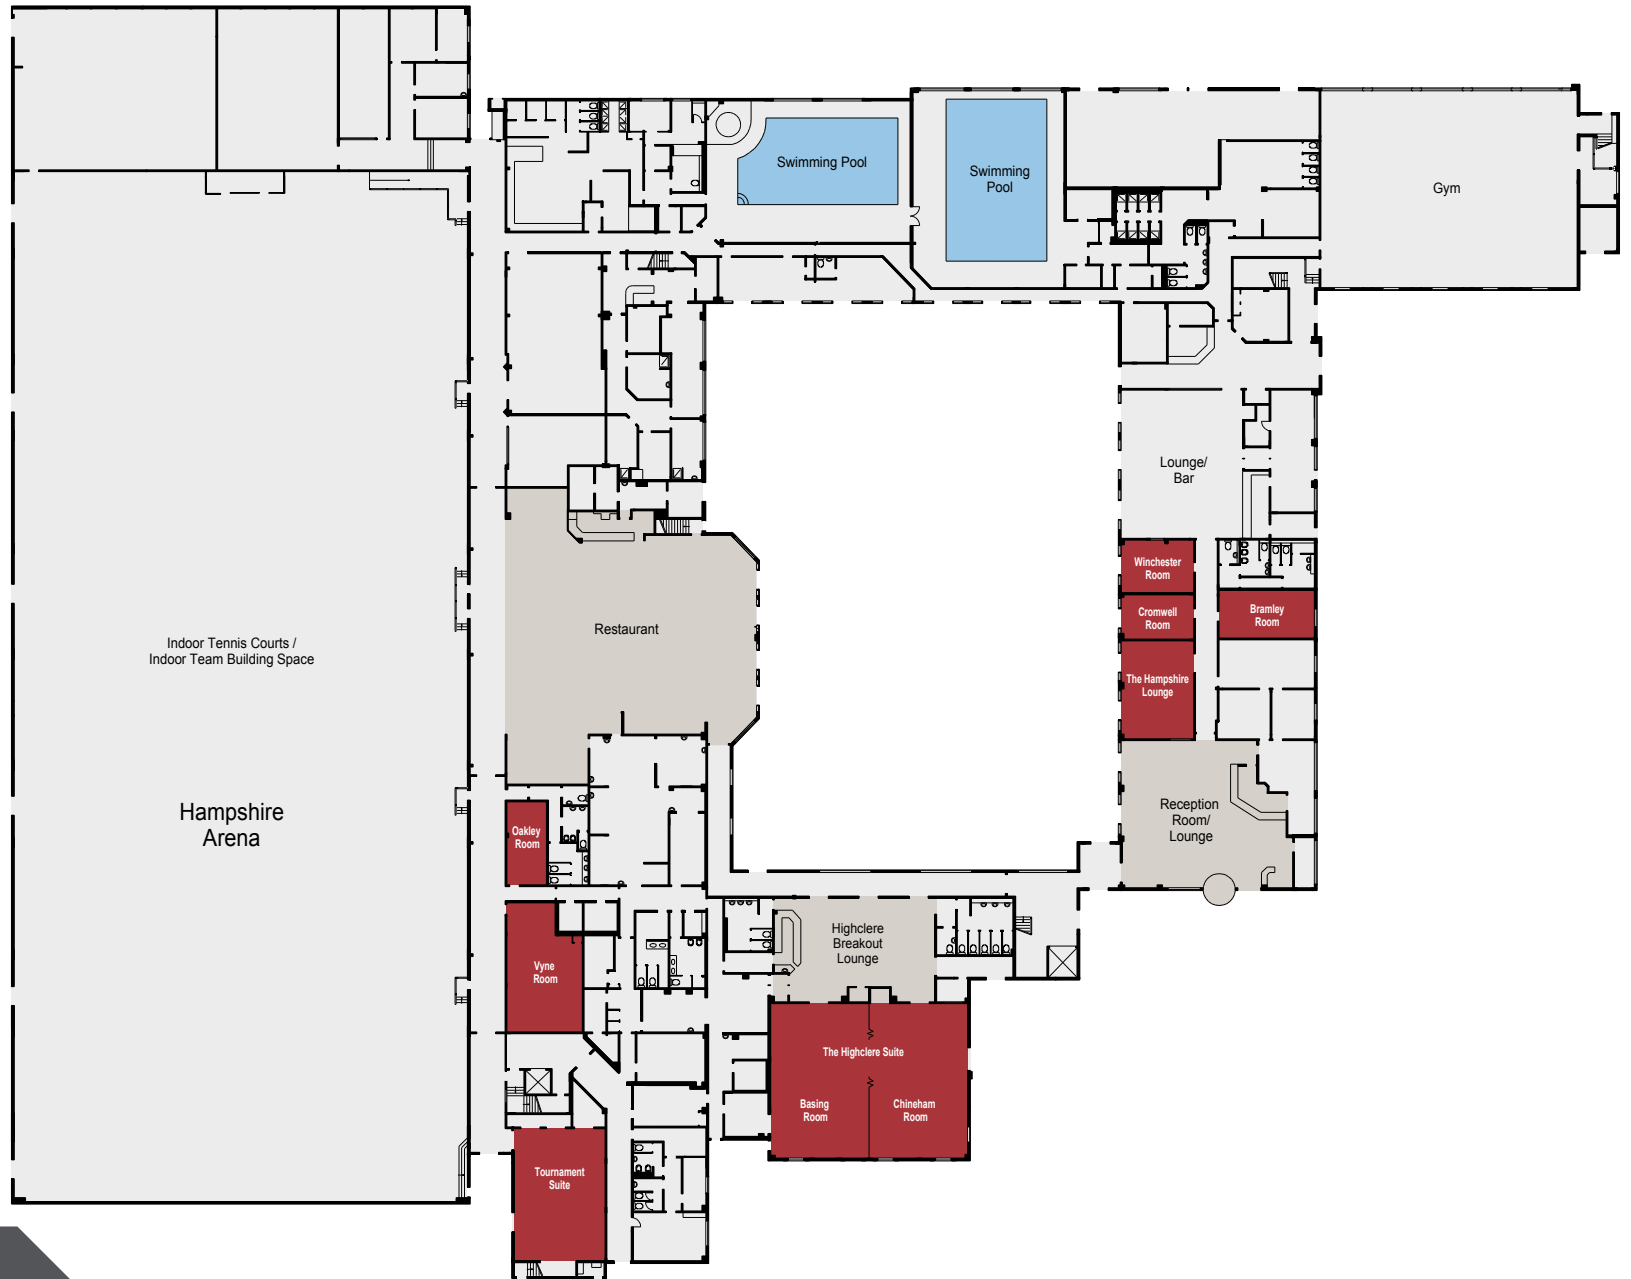 Swimming Pool
Swimming
Pool
Gym
Lounge/
Bar
Winchester
Room
Cromwell
Room
Bramley
Room
The Hampshire
Lounge
Restaurant
Indoor Tennis Courts /
Indoor Team Building Space
Hampshire
Arena
Reception
Room/
Lounge
Oakley
Room
Highclere
Breakout
Lounge
Vyne
Room
The Highclere Suite
Basing
Room
Chineham
Room
Tournament
Suite